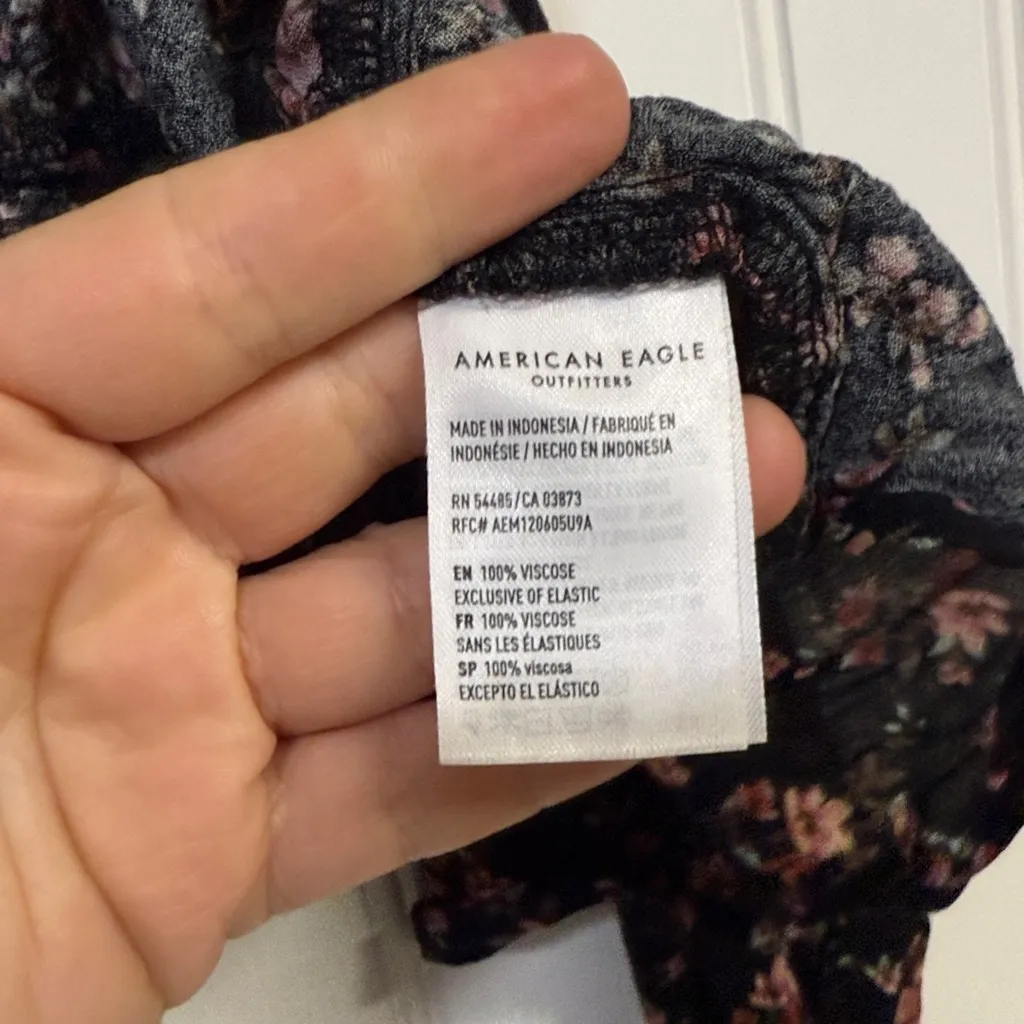 AMERICAN EAGLE
OUTFITTERS
MADE IN INDONESIA / FABRIQUÉ EN
INDONÉSIE / HECHO EN INDONESIA
RN 54485/CA 03873
RFC# AEM120605U9A
EN 100% VISCOSE
EXCLUSIVE OF ELASTIC
FR 100% VISCOSE
SANS LES ÉLASTIQUES
SP 100% viscosa
EXCEPTO EL ELÁSTICO